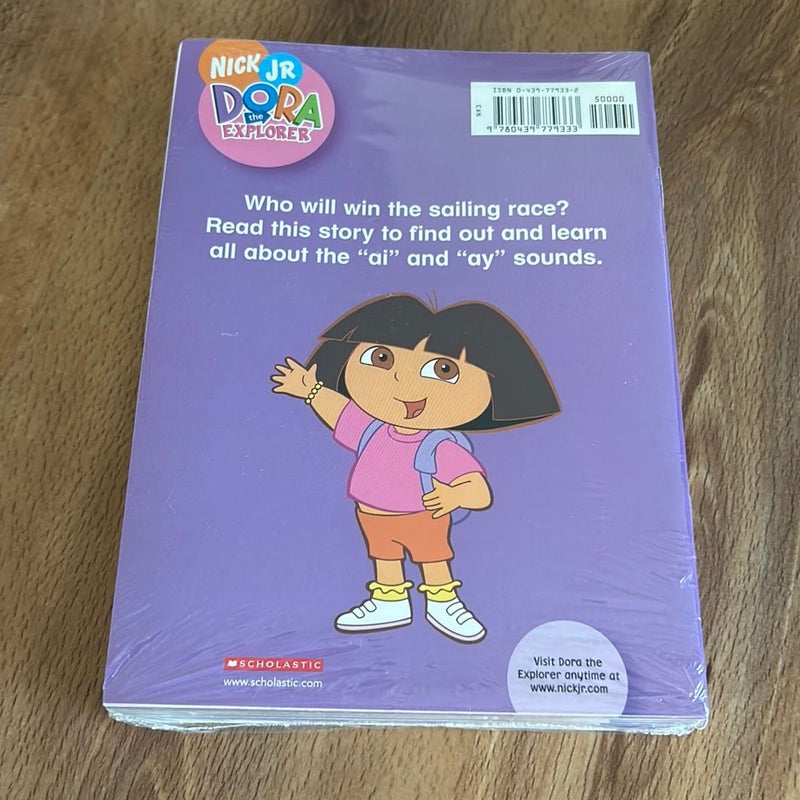 NICK JR
DORA
the
EXPLORER
ISBN 0-439-77933-2
50000
EAN
9 780439 779333
Who will win the sailing race?
Read this story to find out and learn
all about the “ai” and “ay” sounds.
SCHOLASTIC
www.scholastic.com
Visit Dora the
Explorer anytime at
www.nickjr.com